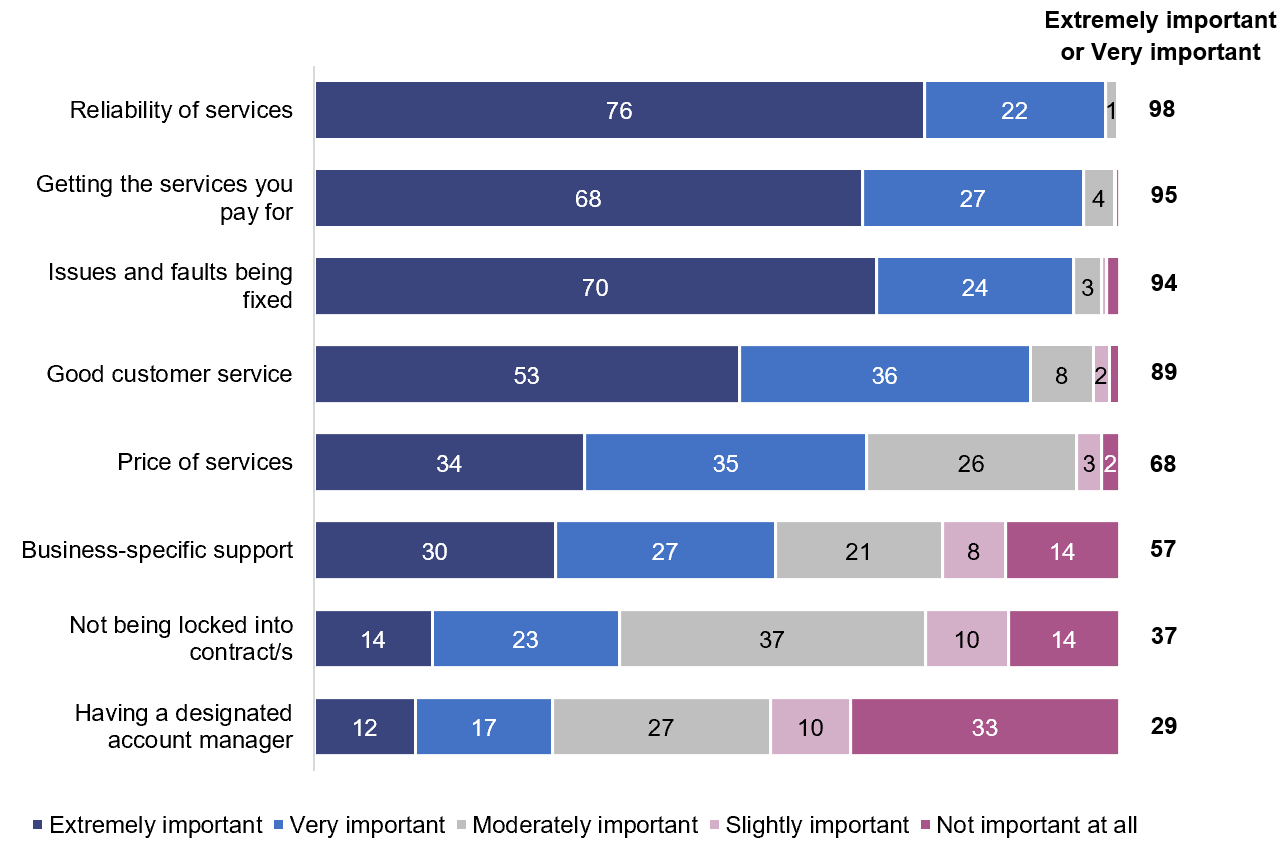 Extremely important
or Very important
Reliability of services 76 22 1 98
Getting the services you
pay for 68 27 4 95
Issues and faults being
fixed 70 24 3 94
Good customer service 53 36 8 2 89
Price of services 34 35 26 3 2 68
Business-specific support 30 27 21 8 14 57
Not being locked into
contract/s 14 23 37 10 14 37
Having a designated
account manager 12 17 27 10 33 29
Extremely important Very important Moderately important Slightly important Not important at all